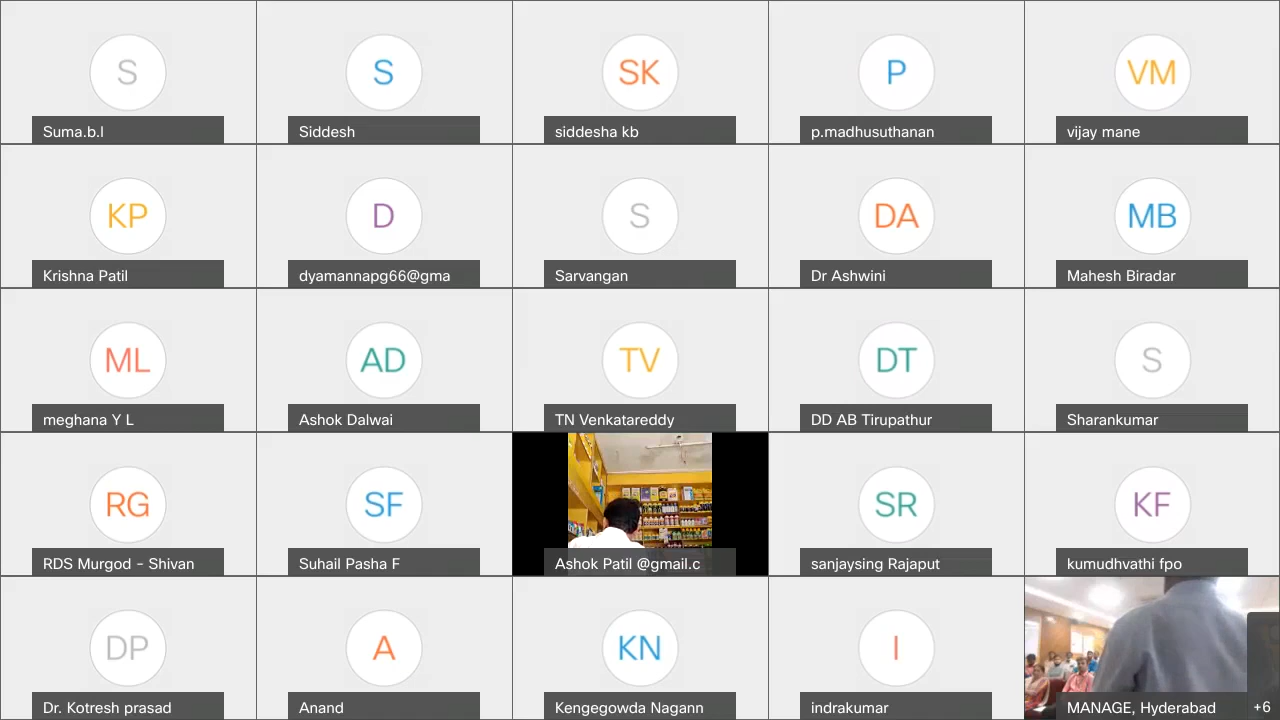 S
S
SK
P
VM
Suma.b.l
Siddesh
siddesha kb
p.madhusuthanan
vijay mane
KP
D
S
DA
MB
Krishna Patil
dyamannapg66@gma
Sarvangan
Dr Ashwini
Mahesh Biradar
ML
AD
TV
DT
S
meghana Y L
Ashok Dalwai
TN Venkatareddy
DD AB Tirupathur
Sharankumar
RG
SF
SR
KF
RDS Murgod - Shivan
Suhail Pasha F
Ashok Patil @gmail.c
sanjaysing Rajaput
kumudhvathi fpo
DP
A
KN
I
Dr. Kotresh prasad
Anand
Kengegowda Nagann
indrakumar
MANAGE, Hyderabad
+6